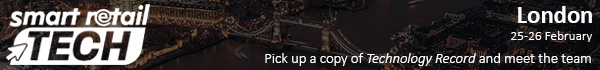 smart retail
TECH
London
25-26 February
Pick up a copy of Technology Record and meet the team